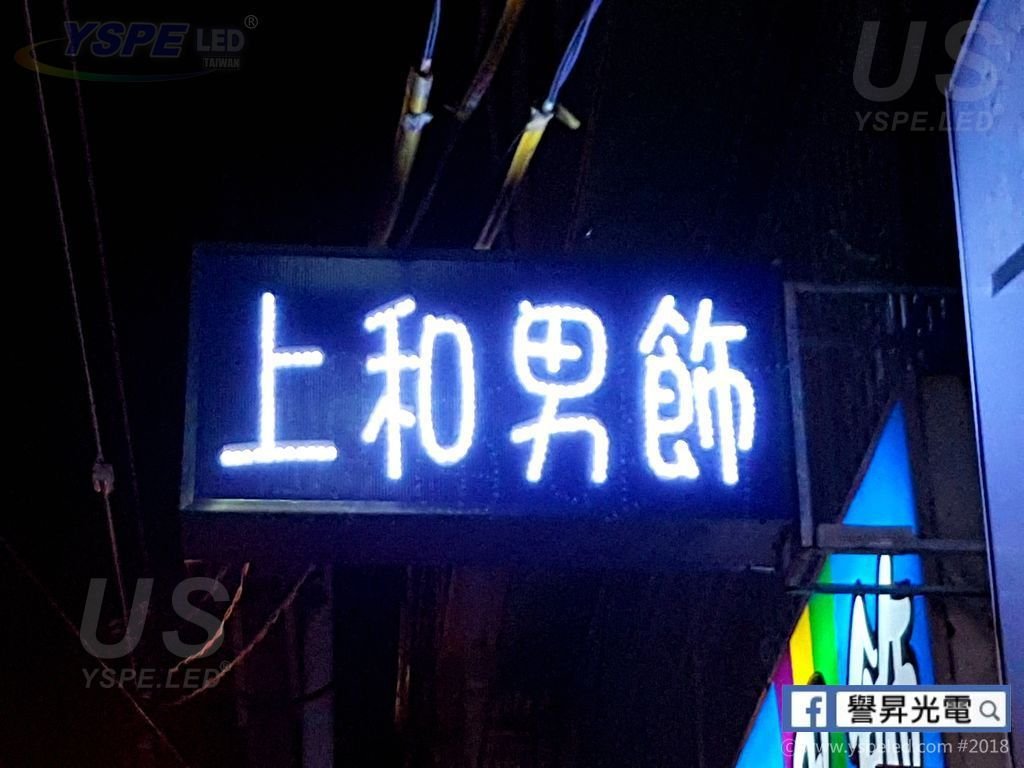 YSPE LED®
TAIWAN
US
YSPE.LED
上和男飾
US
YSPE.LED®
譽昇光電
©www.yspeled.com #2018